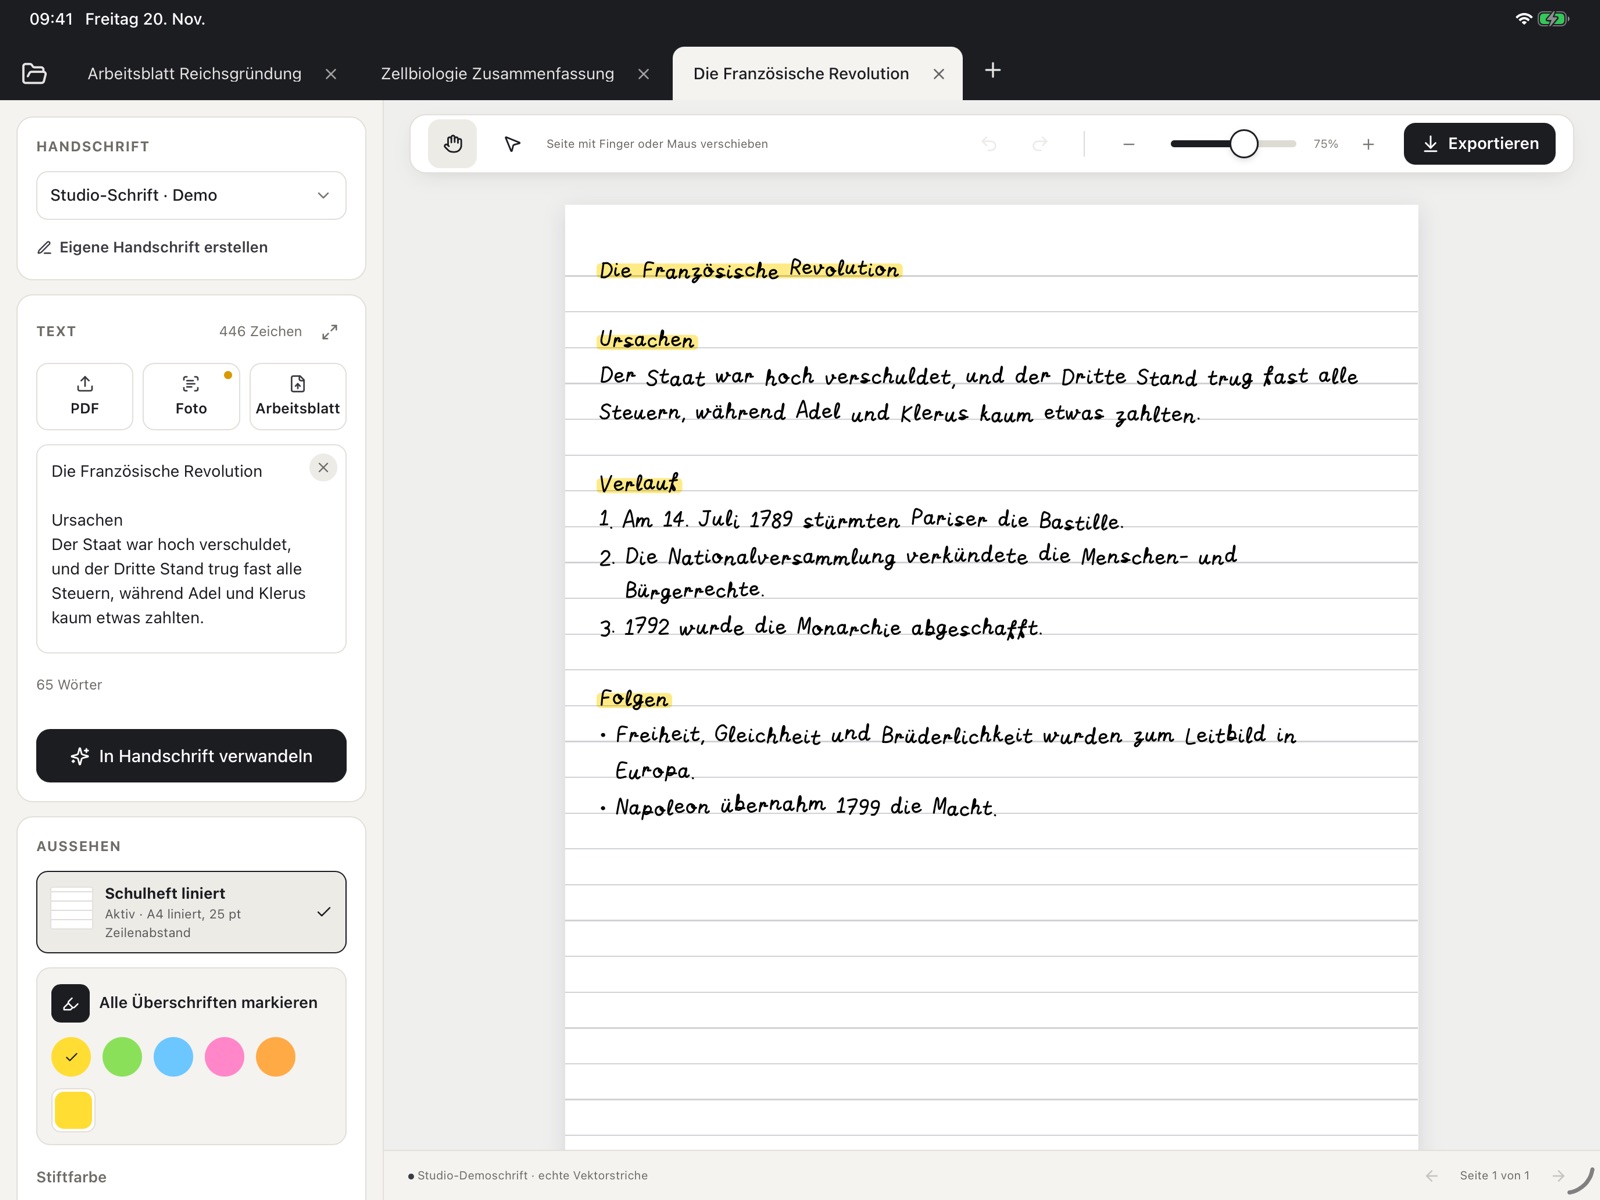 09:41 Freitag 20. Nov.
Arbeitsblatt Reichsgründung
Zellbiologie Zusammenfassung
Die Französische Revolution
HANDSCHRIFT
Studio-Schrift · Demo
Eigene Handschrift erstellen
TEXT
446 Zeichen
PDF
Foto
Arbeitsblatt
Die Französische Revolution
Ursachen
Der Staat war hoch verschuldet,
und der Dritte Stand trug fast alle
Steuern, während Adel und Klerus
kaum etwas zahlten.
65 Wörter
In Handschrift verwandeln
AUSSEHEN
Schulheft liniert
Aktiv · A4 liniert, 25 pt
Zeilenabstand
Alle Überschriften markieren
Stiftfarbe
Seite mit Finger oder Maus verschieben
75%
Exportieren
Die Französische Revolution
Ursachen
Der Staat war hoch verschuldet, und der Dritte Stand trug fast alle
Steuern, während Adel und Klerus kaum etwas zahlten.
Verlauf
1. Am 14. Juli 1789 stürmten Pariser die Bastille.
2. Die Nationalversammlung verkündete die Menschen- und
Bürgerrechte.
3. 1792 wurde die Monarchie abgeschafft.
Folgen
• Freiheit, Gleichheit und Brüderlichkeit wurden zum Leitbild in
Europa.
• Napoleon übernahm 1799 die Macht.
Studio-Demoschrift · echte Vektorstriche
Seite 1 von 1